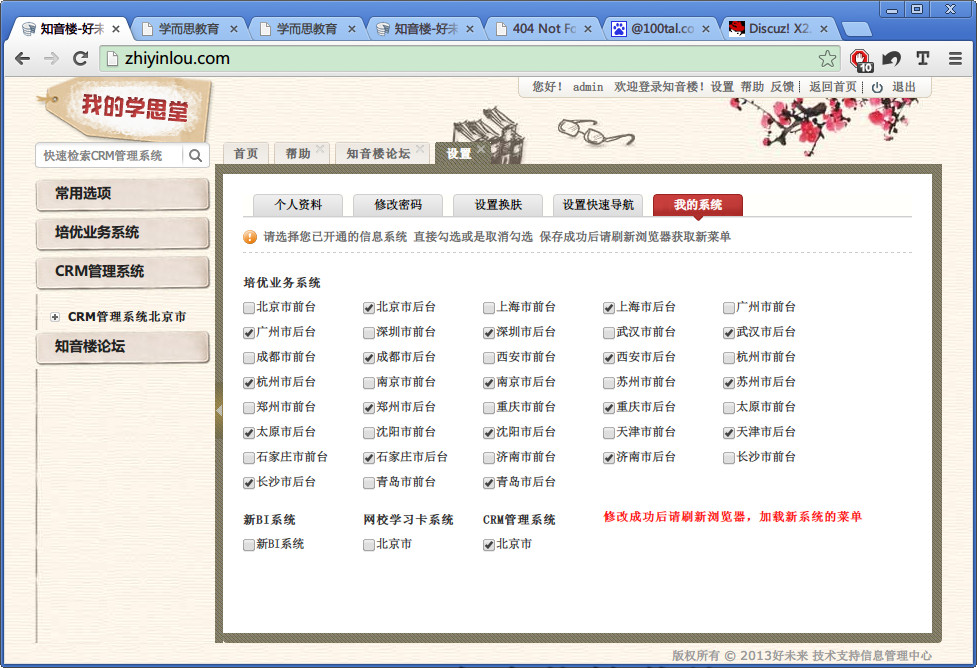 知音楼-好未
学而思教育
学而思教育
知音楼-好未
404 Not Fo
@100tal.co
Discuz! X2.
zhiyinlou.com
10
我的学思堂
您好! admin 欢迎登录知音楼! 设置 帮助 反馈 返回首页 退出
快速检索CRM管理系统
首页 帮助 知音楼论坛 设置
常用选项
培优业务系统
CRM管理系统
CRM管理系统北京市
知音楼论坛
个人资料 修改密码 设置换肤 设置快速导航 我的系统
请选择您已开通的信息系统 直接勾选或是取消勾选 保存成功后请刷新浏览器获取新菜单
培优业务系统
北京市前台 北京市后台 上海市前台 上海市后台 广州市前台
广州市后台 深圳市前台 深圳市后台 武汉市前台 武汉市后台
成都市前台 成都市后台 西安市前台 西安市后台 杭州市前台
杭州市后台 南京市前台 南京市后台 苏州市前台 苏州市后台
郑州市前台 郑州市后台 重庆市前台 重庆市后台 太原市前台
太原市后台 沈阳市前台 沈阳市后台 天津市前台 天津市后台
石家庄市前台 石家庄市后台 济南市前台 济南市后台 长沙市前台
长沙市后台 青岛市前台 青岛市后台
新BI系统 网校学习卡系统 CRM管理系统 修改成功后请刷新浏览器，加载新系统的菜单
新BI系统 北京市 北京市
版权所有 © 2013好未来 技术支持信息管理中心